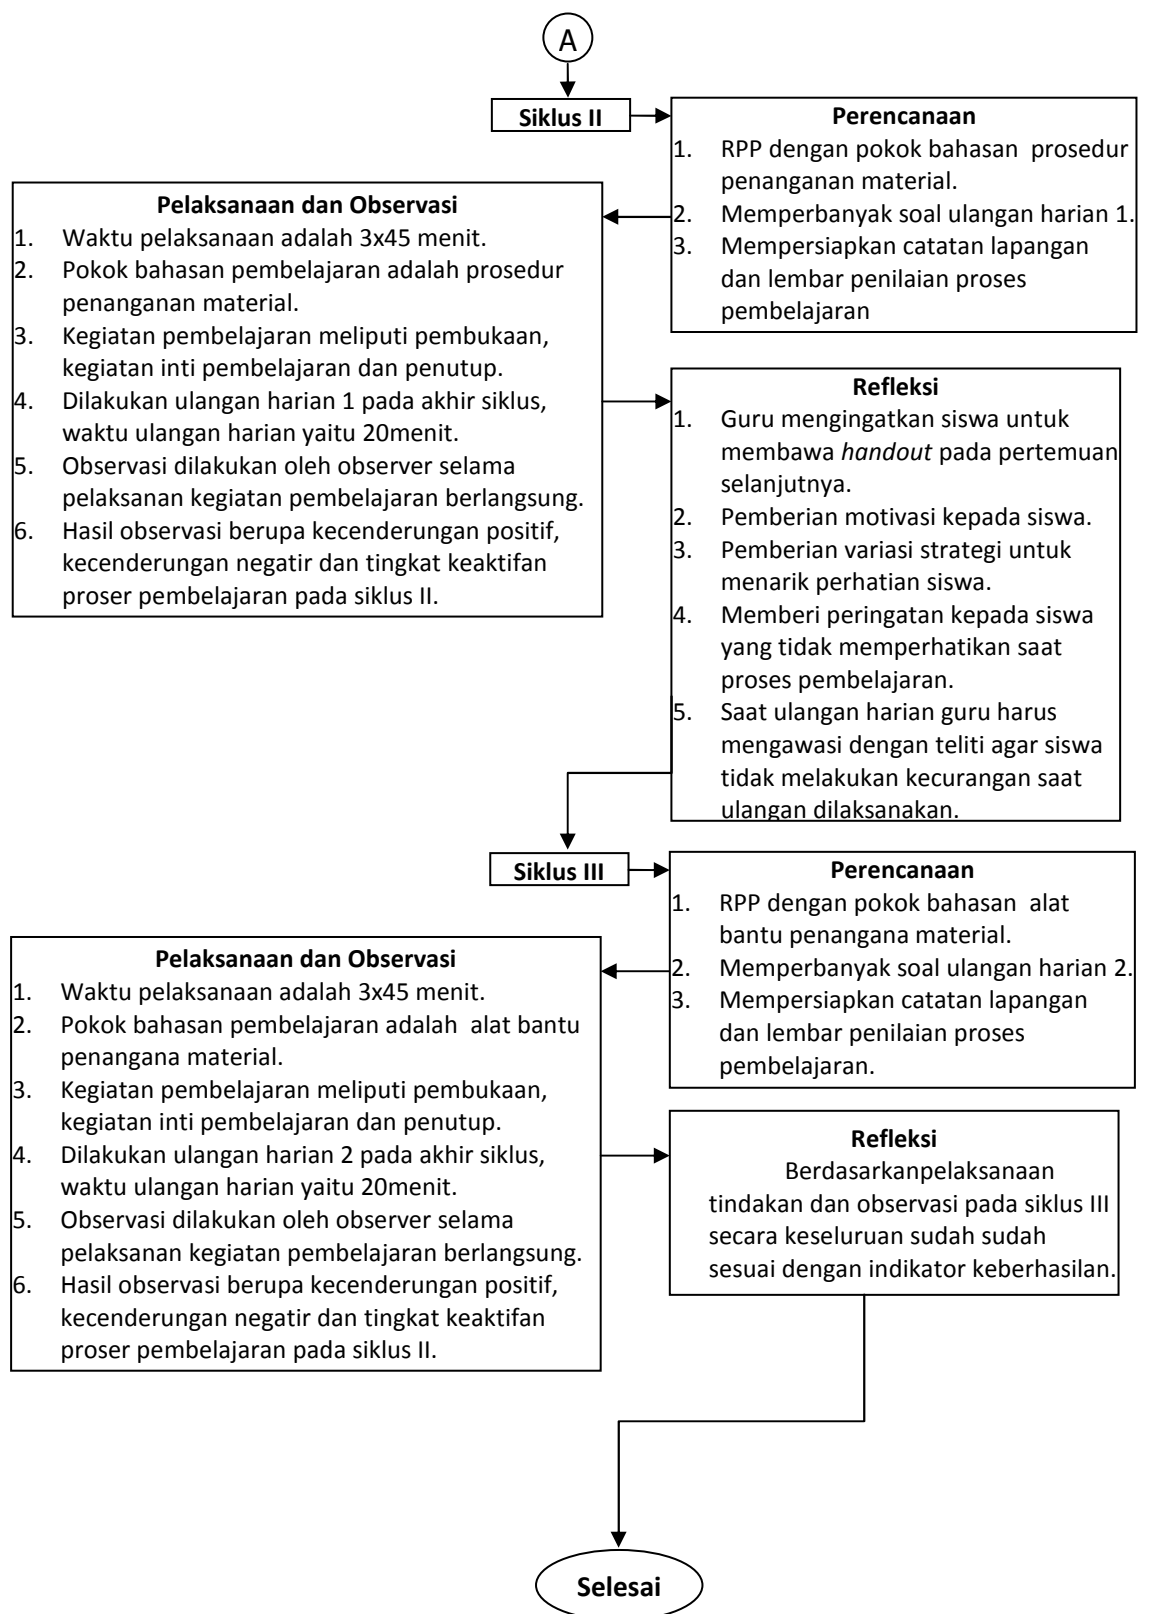 A
Siklus II
Perencanaan
1. RPP dengan pokok bahasan prosedur
penanganan material.
2. Memperbanyak soal ulangan harian 1.
3. Mempersiapkan catatan lapangan
dan lembar penilaian proses
pembelajaran
Pelaksanaan dan Observasi
1. Waktu pelaksanaan adalah 3x45 menit.
2. Pokok bahasan pembelajaran adalah prosedur
penanganan material.
3. Kegiatan pembelajaran meliputi pembukaan,
kegiatan inti pembelajaran dan penutup.
4. Dilakukan ulangan harian 1 pada akhir siklus,
waktu ulangan harian yaitu 20menit.
5. Observasi dilakukan oleh observer selama
pelaksanan kegiatan pembelajaran berlangsung.
6. Hasil observasi berupa kecenderungan positif,
kecenderungan negatir dan tingkat keaktifan
proser pembelajaran pada siklus II.
Refleksi
1. Guru mengingatkan siswa untuk
membawa handout pada pertemuan
selanjutnya.
2. Pemberian motivasi kepada siswa.
3. Pemberian variasi strategi untuk
menarik perhatian siswa.
4. Memberi peringatan kepada siswa
yang tidak memperhatikan saat
proses pembelajaran.
5. Saat ulangan harian guru harus
mengawasi dengan teliti agar siswa
tidak melakukan kecurangan saat
ulangan dilaksanakan.
Siklus III
Perencanaan
1. RPP dengan pokok bahasan alat
bantu penangana material.
2. Memperbanyak soal ulangan harian 2.
3. Mempersiapkan catatan lapangan
dan lembar penilaian proses
pembelajaran.
Pelaksanaan dan Observasi
1. Waktu pelaksanaan adalah 3x45 menit.
2. Pokok bahasan pembelajaran adalah alat bantu
penangana material.
3. Kegiatan pembelajaran meliputi pembukaan,
kegiatan inti pembelajaran dan penutup.
4. Dilakukan ulangan harian 2 pada akhir siklus,
waktu ulangan harian yaitu 20menit.
5. Observasi dilakukan oleh observer selama
pelaksanan kegiatan pembelajaran berlangsung.
6. Hasil observasi berupa kecenderungan positif,
kecenderungan negatir dan tingkat keaktifan
proser pembelajaran pada siklus II.
Refleksi
Berdasarkanpelaksanaan
tindakan dan observasi pada siklus III
secara keseluruan sudah sudah
sesuai dengan indikator keberhasilan.
Selesai